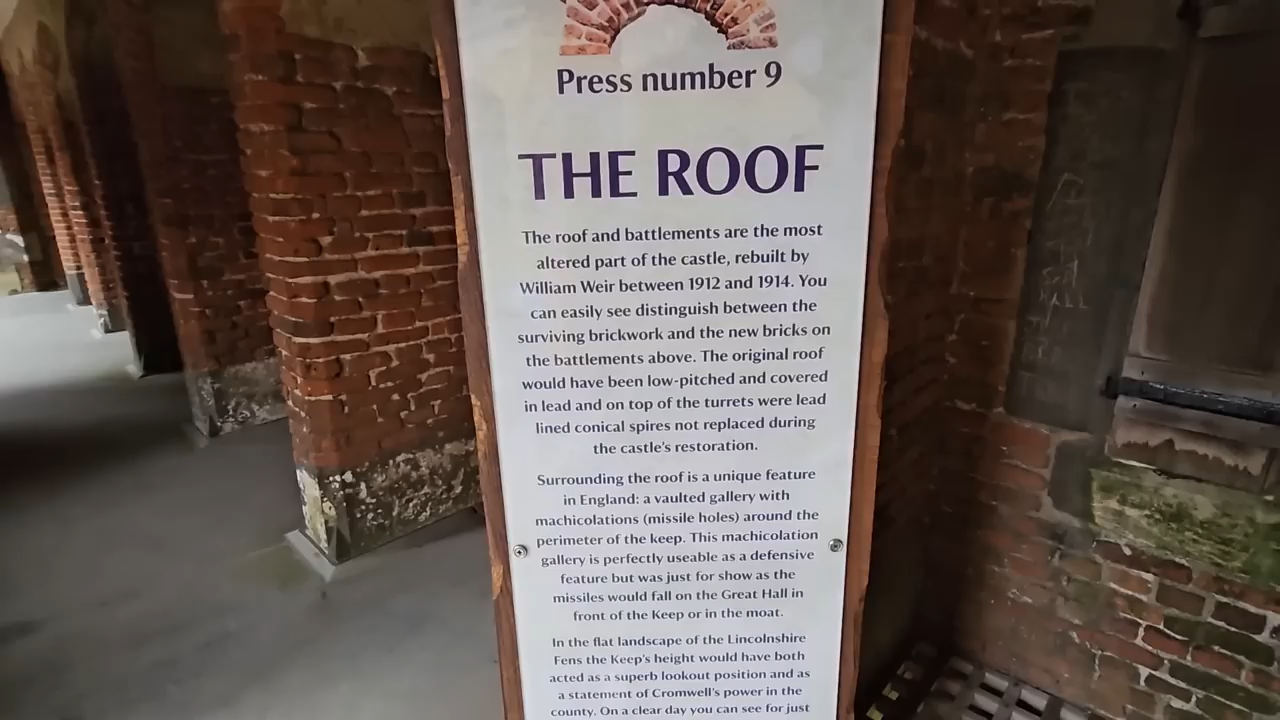 Press number 9
THE ROOF
The roof and battlements are the most
altered part of the castle, rebuilt by
William Weir between 1912 and 1914. You
can easily see distinguish between the
surviving brickwork and the new bricks on
the battlements above. The original roof
would have been low-pitched and covered
in lead and on top of the turrets were lead
lined conical spires not replaced during
the castle's restoration.
Surrounding the roof is a unique feature
in England: a vaulted gallery with
machicolations (missile holes) around the
perimeter of the keep. This machicolation
gallery is perfectly useable as a defensive
feature but was just for show as the
missiles would fall on the Great Hall in
front of the Keep or in the moat.
In the flat landscape of the Lincolnshire
Fens the Keep's height would have both
acted as a superb lookout position and as
a statement of Cromwell's power in the
county. On a clear day you can see for just